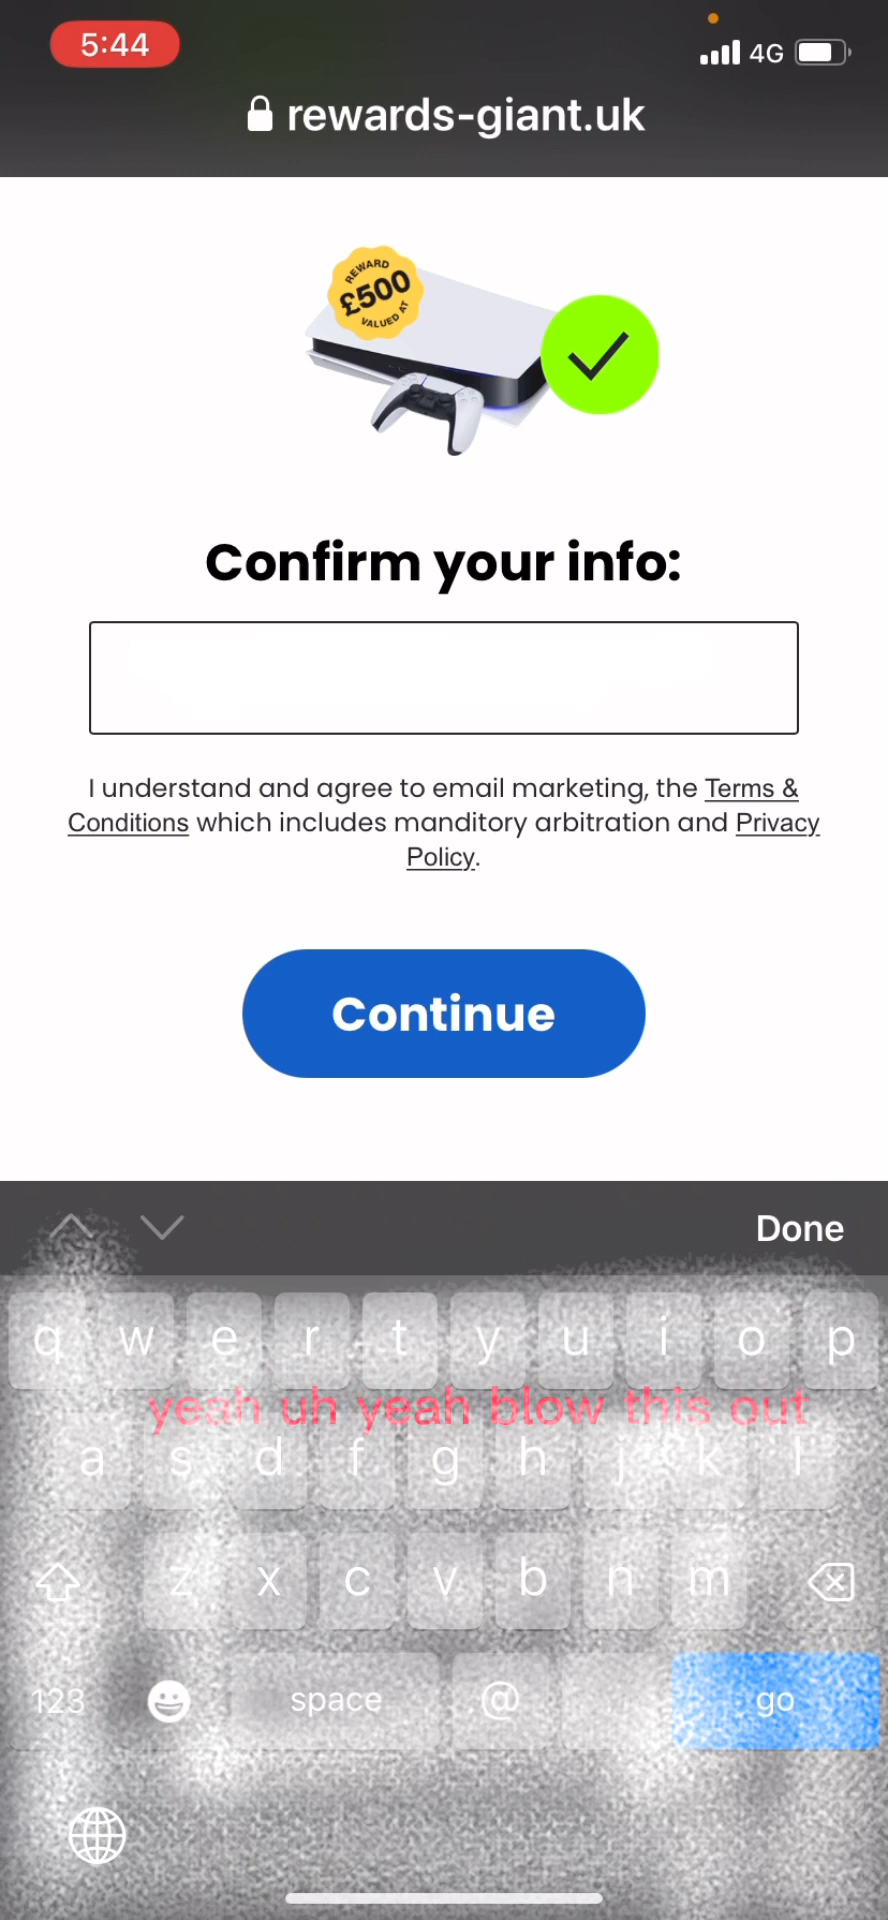 5:44
4G
rewards-giant.uk
REWARD
£500
VALUED AT
Confirm your info:
I understand and agree to email marketing, the Terms &
Conditions which includes manditory arbitration and Privacy
Policy.
Continue
Done
q w e r t y u i o p
yeah uh yeah blow this out
a s d f g h j k l
z x c v b n m
123 space @ . go